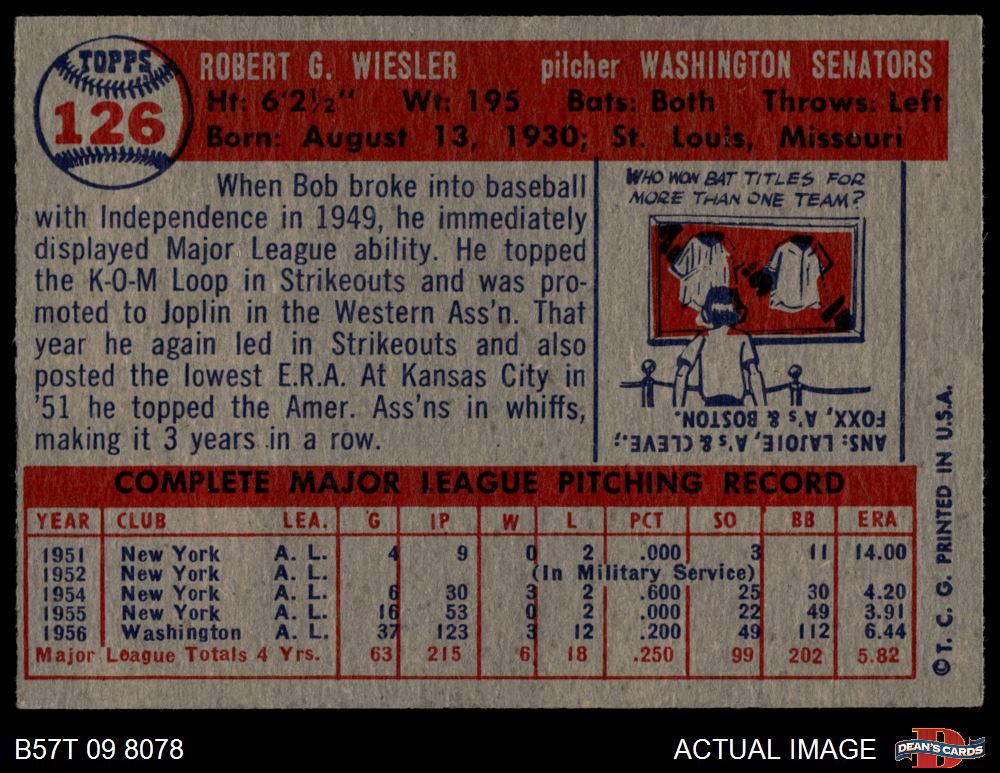 TOPPS
126
ROBERT G. WIESLER pitcher WASHINGTON SENATORS
Ht: 6'2½" Wt: 195 Bats: Both Throws: Left
Born: August 13, 1930; St. Louis, Missouri
When Bob broke into baseball
with Independence in 1949, he immediately
displayed Major League ability. He topped
the K-O-M Loop in Strikeouts and was pro-
moted to Joplin in the Western Ass'n. That
year he again led in Strikeouts and also
posted the lowest E.R.A. At Kansas City in
'51 he topped the Amer. Ass'ns in whiffs,
making it 3 years in a row.
WHO WON BAT TITLES FOR
MORE THAN ONE TEAM?
ANS: LAJOIE, A's & CLEVE.;
FOXX, A's & BOSTON.
COMPLETE MAJOR LEAGUE PITCHING RECORD
YEAR CLUB LEA. G IP W L PCT SO BB ERA
1951 New York A. L. 4 9 0 2 .000 3 11 14.00
1952 New York A. L. (In Military Service)
1954 New York A. L. 6 30 3 2 .600 25 30 4.20
1955 New York A. L. 16 53 0 2 .000 22 49 3.91
1956 Washington A. L. 37 123 3 12 .200 49 112 6.44
Major League Totals 4 Yrs. 63 215 6 18 .250 99 202 5.82
©T. C. G. PRINTED IN U.S.A.
B57T 09 8078
ACTUAL IMAGE
DEAN'S CARDS